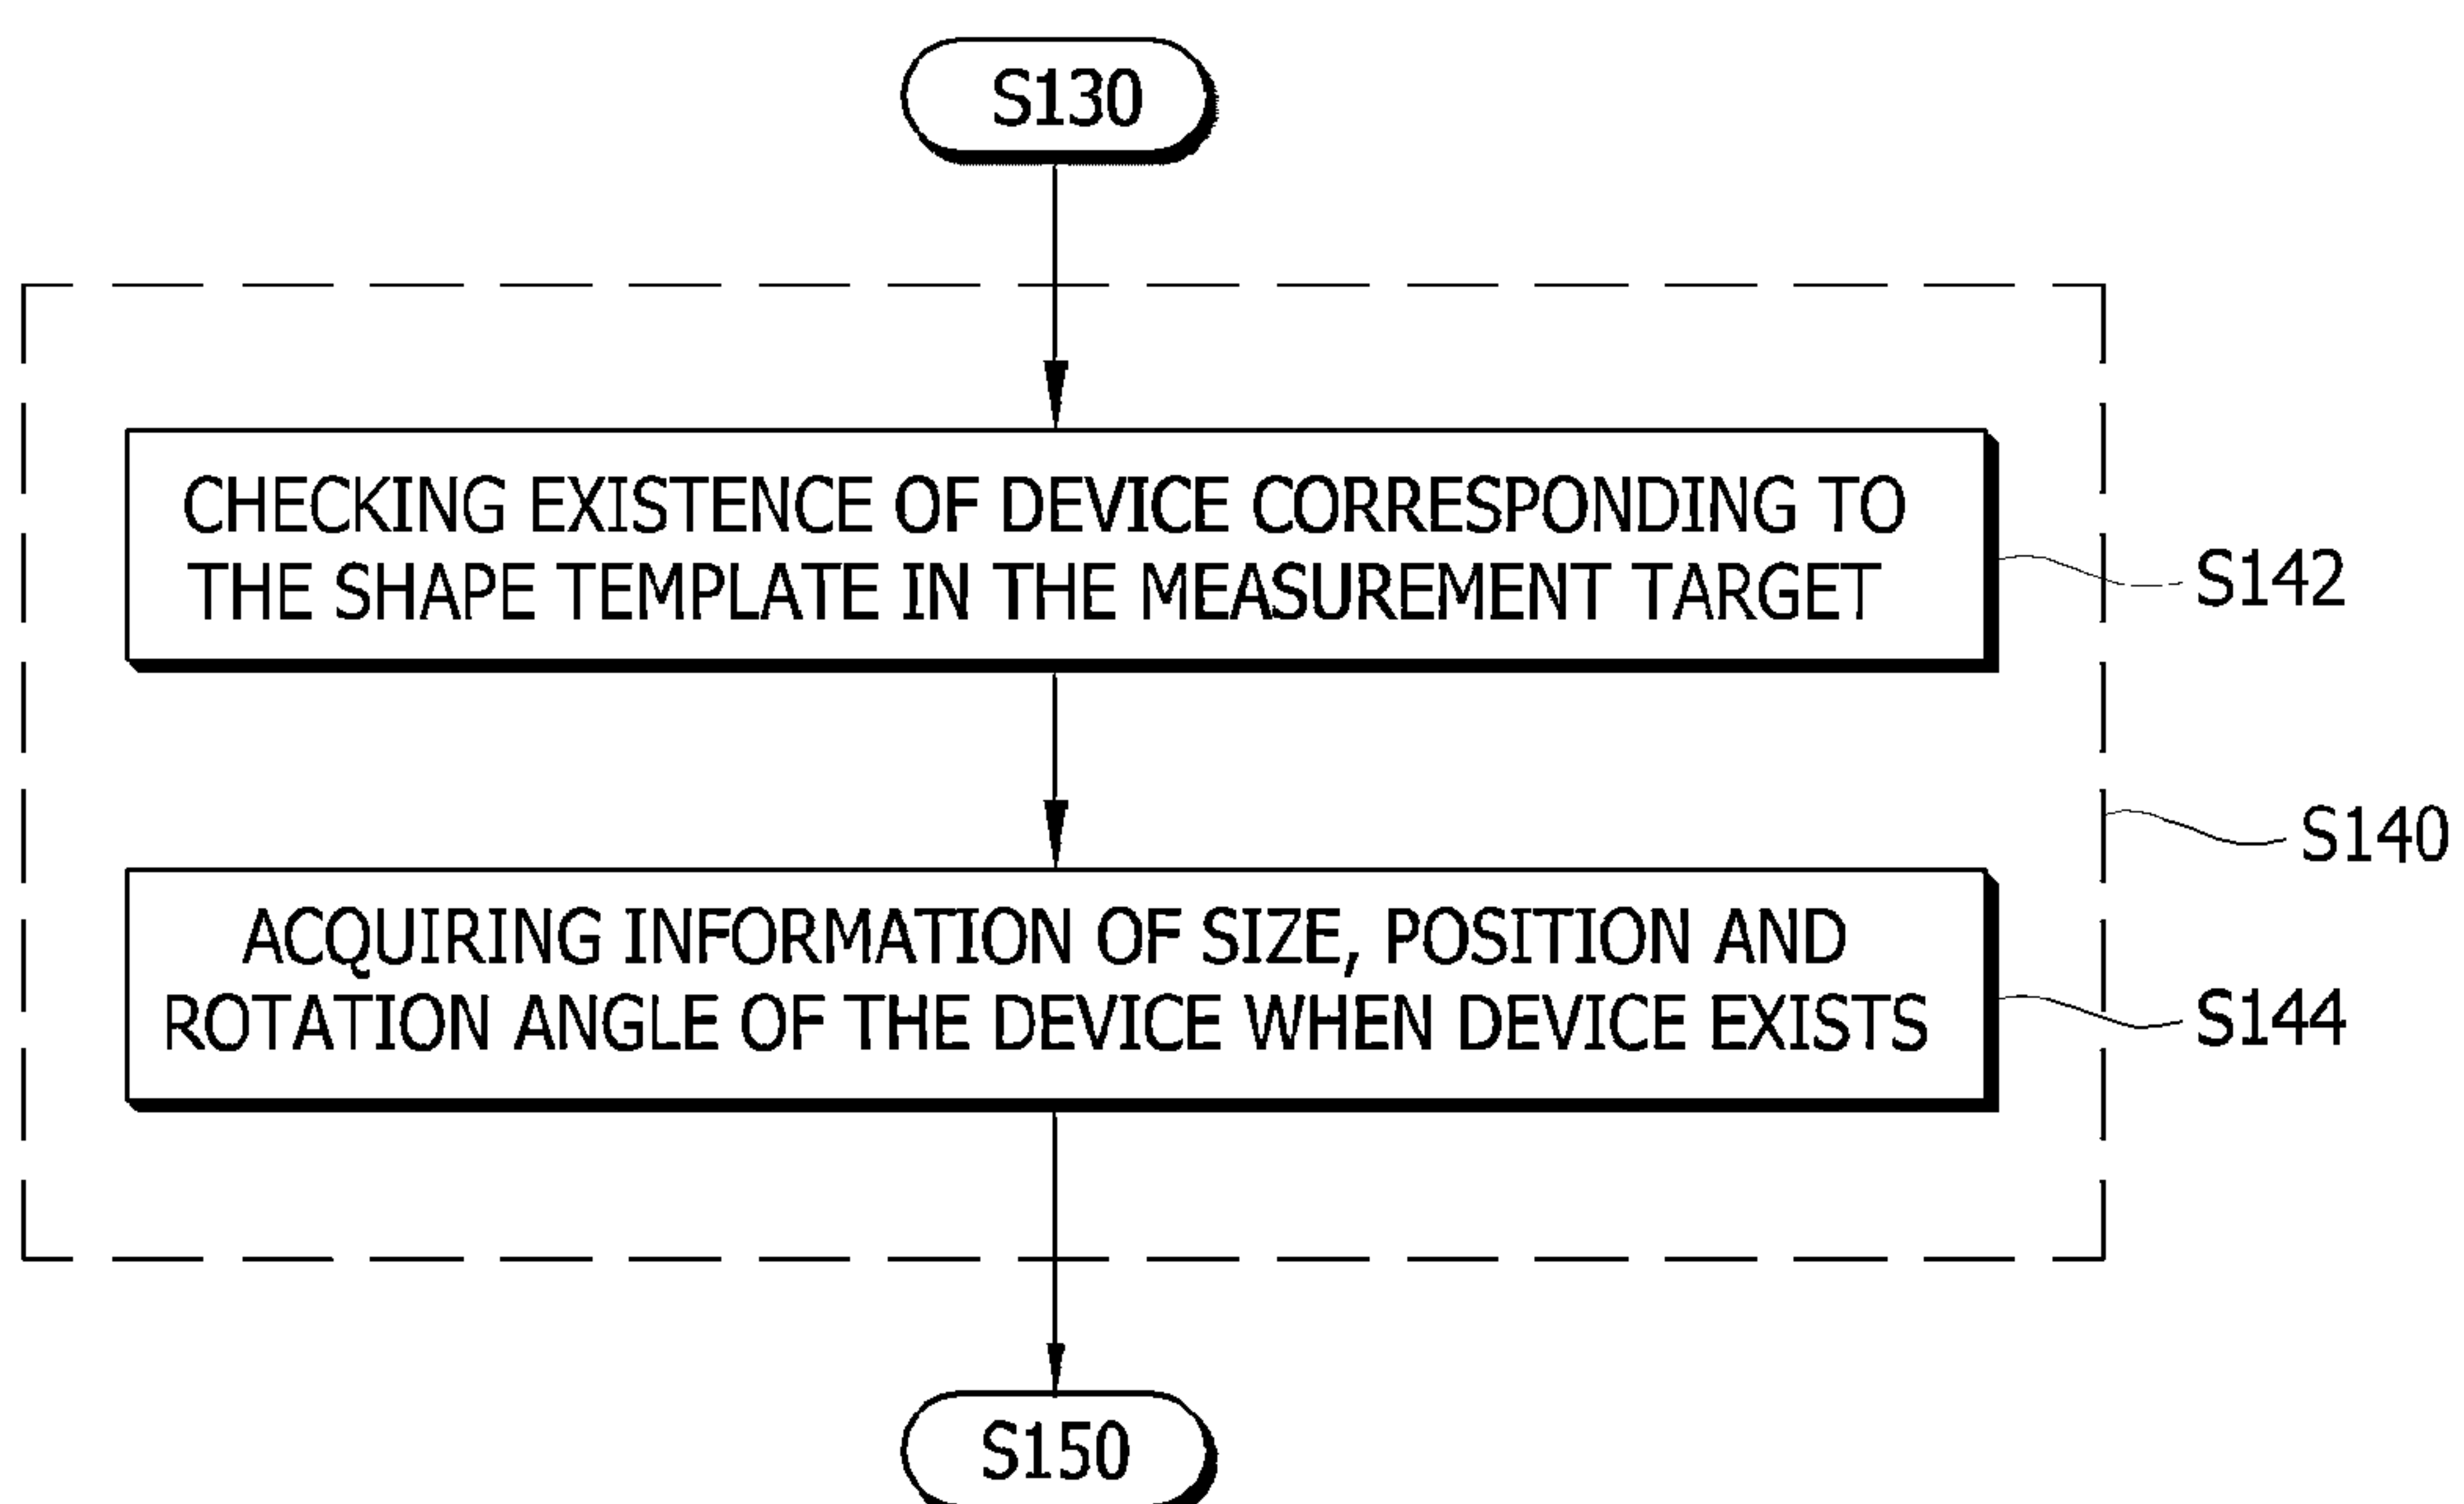 S130
CHECKING EXISTENCE OF DEVICE CORRESPONDING TO
THE SHAPE TEMPLATE IN THE MEASUREMENT TARGET
S142
S140
ACQUIRING INFORMATION OF SIZE, POSITION AND
ROTATION ANGLE OF THE DEVICE WHEN DEVICE EXISTS
S144
S150